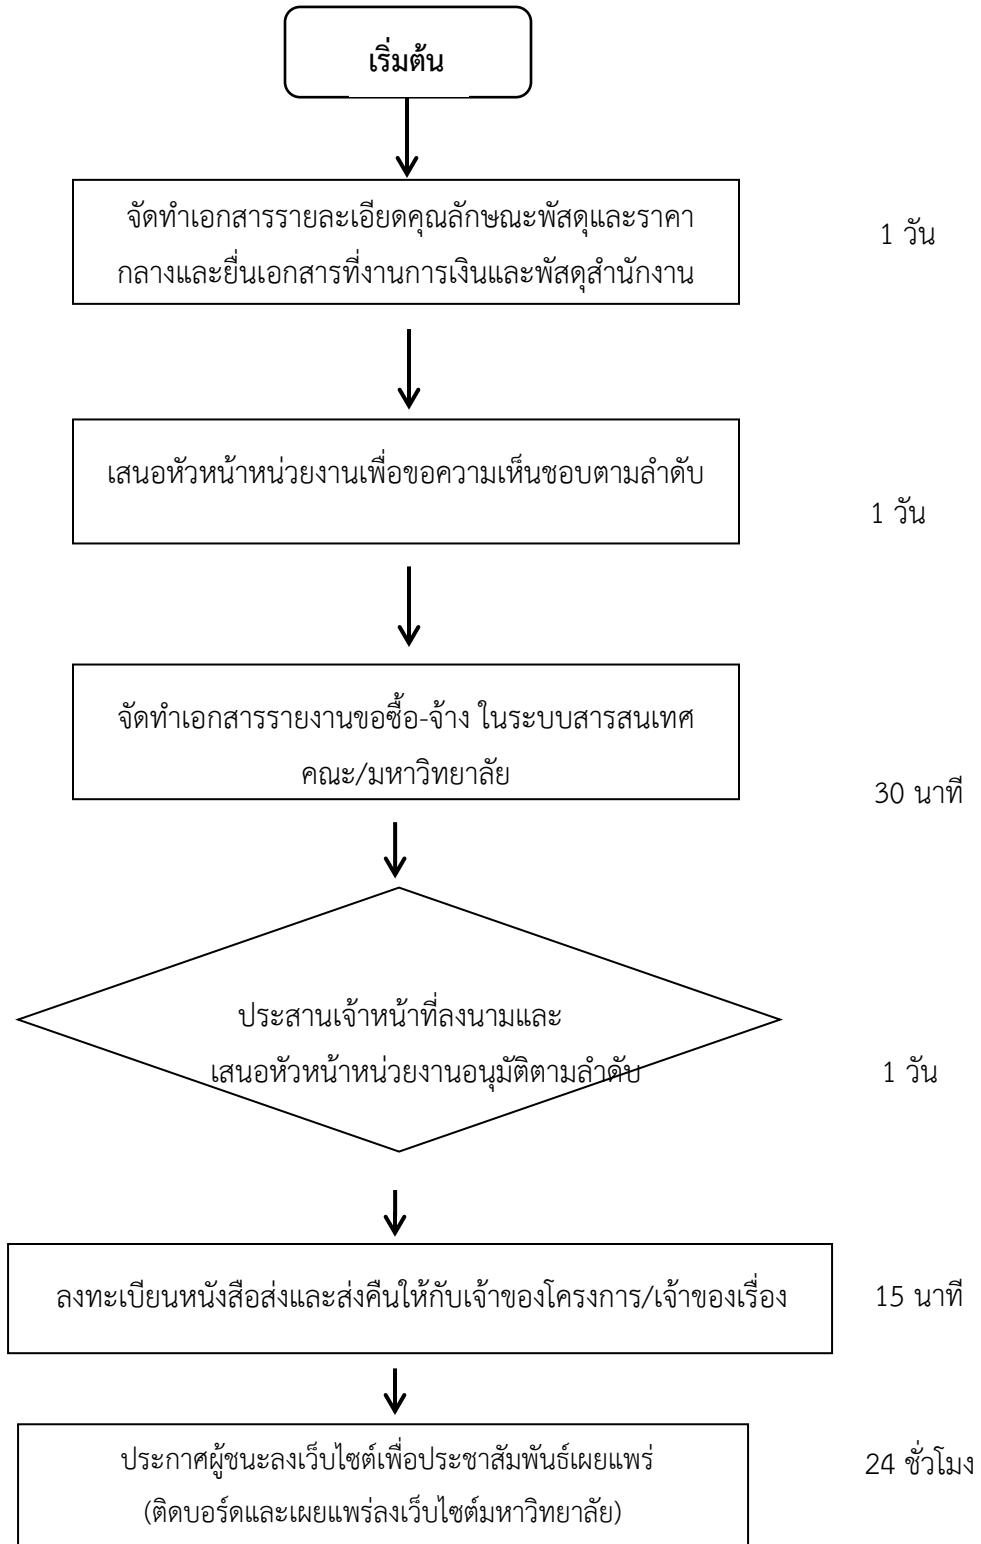 เริ่มต้น
จัดทำเอกสารรายละเอียดคุณลักษณะพัสดุและราคา
กลางและยื่นเอกสารที่งานการเงินและพัสดุสำนักงาน
1 วัน
เสนอหัวหน้าหน่วยงานเพื่อขอความเห็นชอบตามลำดับ
1 วัน
จัดทำเอกสารรายงานขอซื้อ-จ้าง ในระบบสารสนเทศ
คณะ/มหาวิทยาลัย
30 นาที
ประสานเจ้าหน้าที่ลงนามและ
เสนอหัวหน้าหน่วยงานอนุมัติตามลำดับ
1 วัน
ลงทะเบียนหนังสือส่งและส่งคืนให้กับเจ้าของโครงการ/เจ้าของเรื่อง
15 นาที
ประกาศผู้ชนะลงเว็บไซต์เพื่อประชาสัมพันธ์เผยแพร่
(ติดบอร์ดและเผยแพร่ลงเว็บไซต์มหาวิทยาลัย)
24 ชั่วโมง